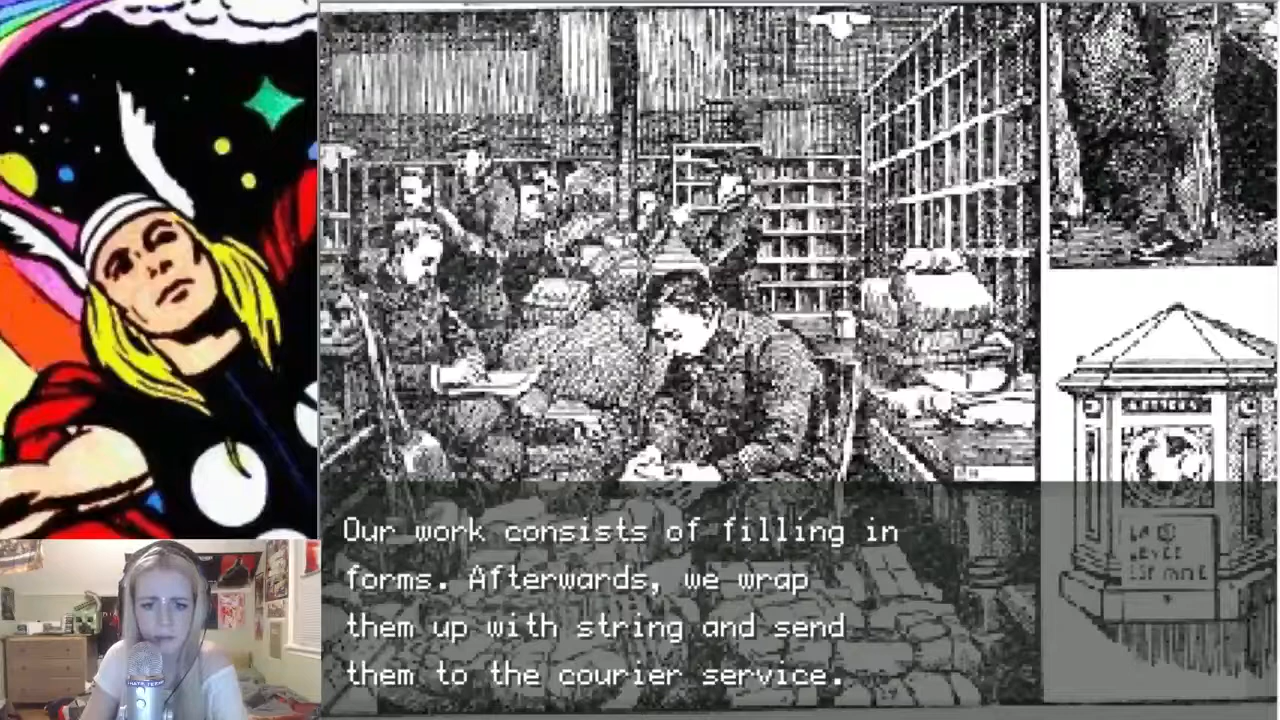 Our work consists of filling in
forms. Afterwards, we wrap
them up with string and send
them to the courier service.